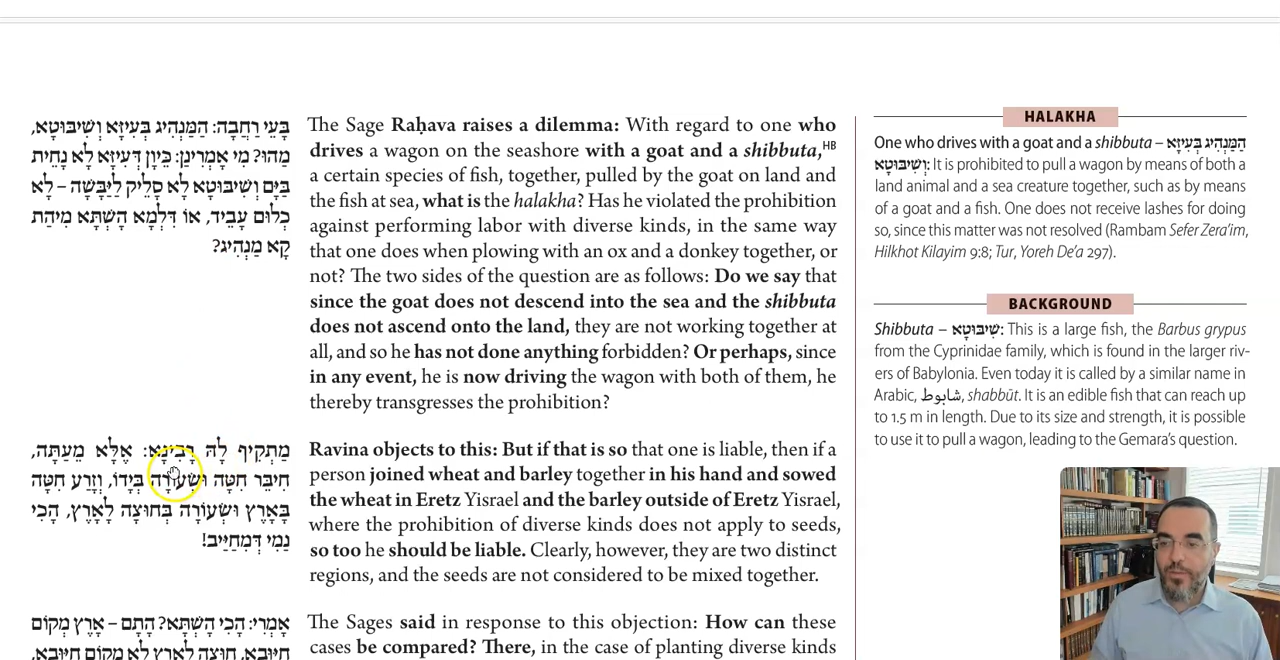 בָּעֵי רַחֲבָה: הַמַּנְהִיג בְּעִיזָּא וְשִׁיבּוּטָא,
מַהוּ? מִי אָמְרִינַן: כֵּיוָן דְּעִיזָּא לָא נָחֵית
בַּיָּם וְשִׁיבּוּטָא לָא סָלֵיק לַיַּבָּשָׁה – לָא
כְּלוּם עָבֵיד, אוֹ דִּלְמָא הָשְׁתָּא מִיהַת
קָא מַנְהִיג?
The Sage Raḥava raises a dilemma: With regard to one who
drives a wagon on the seashore with a goat and a shibbuta,HB
a certain species of fish, together, pulled by the goat on land and
the fish at sea, what is the halakha? Has he violated the prohibition
against performing labor with diverse kinds, in the same way
that one does when plowing with an ox and a donkey together, or
not? The two sides of the question are as follows: Do we say that
since the goat does not descend into the sea and the shibbuta
does not ascend onto the land, they are not working together at
all, and so he has not done anything forbidden? Or perhaps, since
in any event, he is now driving the wagon with both of them, he
thereby transgresses the prohibition?
מַתְקִיף לַהּ רָבִינָא: אֶלָּא מֵעַתָּה,
חִיבֵּר חִטָּה וּשְׂעוֹרָה בְּיָדוֹ, וְזָרַע חִטָּה
בָּאָרֶץ וּשְׂעוֹרָה בְּחוּצָה לָאָרֶץ, הָכִי
נַמִי דְּמִחַיַּיב!
Ravina objects to this: But if that is so that one is liable, then if a
person joined wheat and barley together in his hand and sowed
the wheat in Eretz Yisrael and the barley outside of Eretz Yisrael,
where the prohibition of diverse kinds does not apply to seeds,
so too he should be liable. Clearly, however, they are two distinct
regions, and the seeds are not considered to be mixed together.
אָמְרִי: הָכִי הָשְׁתָּא? הָתָם – אֶרֶץ מְקוֹם
חִיּוּבָא, חוּצָה לָאָרֶץ לָא מְקוֹם חִיּוּבָא,
The Sages said in response to this objection: How can these
cases be compared? There, in the case of planting diverse kinds
HALAKHA
One who drives with a goat and a shibbuta – הַמַּנְהִיג בְּעִיזָּא
וְשִׁיבּוּטָא: It is prohibited to pull a wagon by means of both a
land animal and a sea creature together, such as by means
of a goat and a fish. One does not receive lashes for doing
so, since this matter was not resolved (Rambam Sefer Zera'im,
Hilkhot Kilayim 9:8; Tur, Yoreh De'a 297).
BACKGROUND
Shibbuta – שִׁיבּוּטָא: This is a large fish, the Barbus grypus
from the Cyprinidae family, which is found in the larger riv-
ers of Babylonia. Even today it is called by a similar name in
Arabic, شابوط, shabbūt. It is an edible fish that can reach up
to 1.5 m in length. Due to its size and strength, it is possible
to use it to pull a wagon, leading to the Gemara's question.